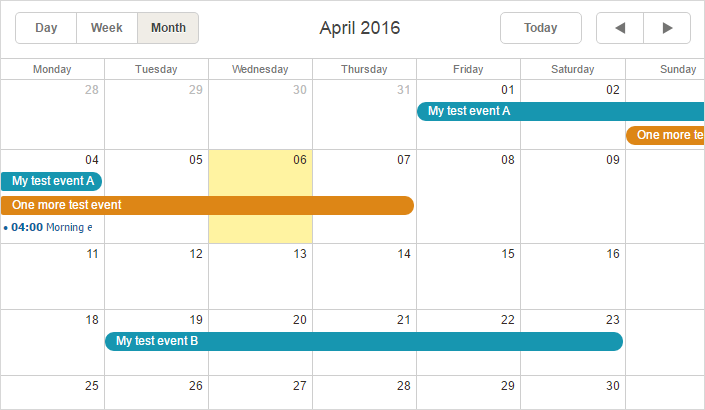 Day Week Month April 2016 Today
Monday Tuesday Wednesday Thursday Friday Saturday Sunday
28 29 30 31 01 02
My test event A
One more te
04 05 06 07 08 09
My test event A
One more test event
• 04:00 Morning e
11 12 13 14 15 16
18 19 20 21 22 23
My test event B
25 26 27 28 29 30